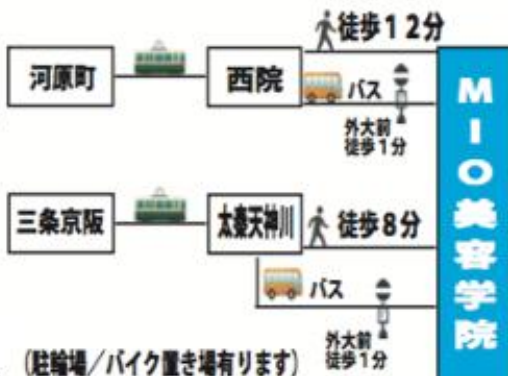 徒歩12分
河原町
西院
バス
外大前
徒歩1分
三条京阪
太秦天神川
徒歩8分
バス
外大前
徒歩1分
(駐輪場／バイク置き場有ります)
MIO美容学院